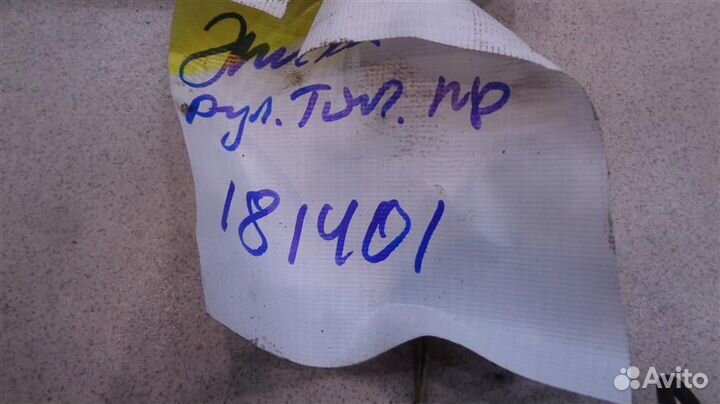 рул. Тяг. пр
181401
Avito